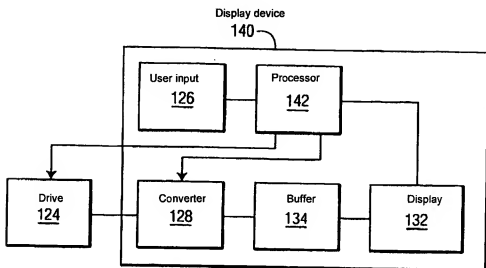 Display device
140
User input
126
Processor
142
Drive
124
Converter
128
Buffer
134
Display
132